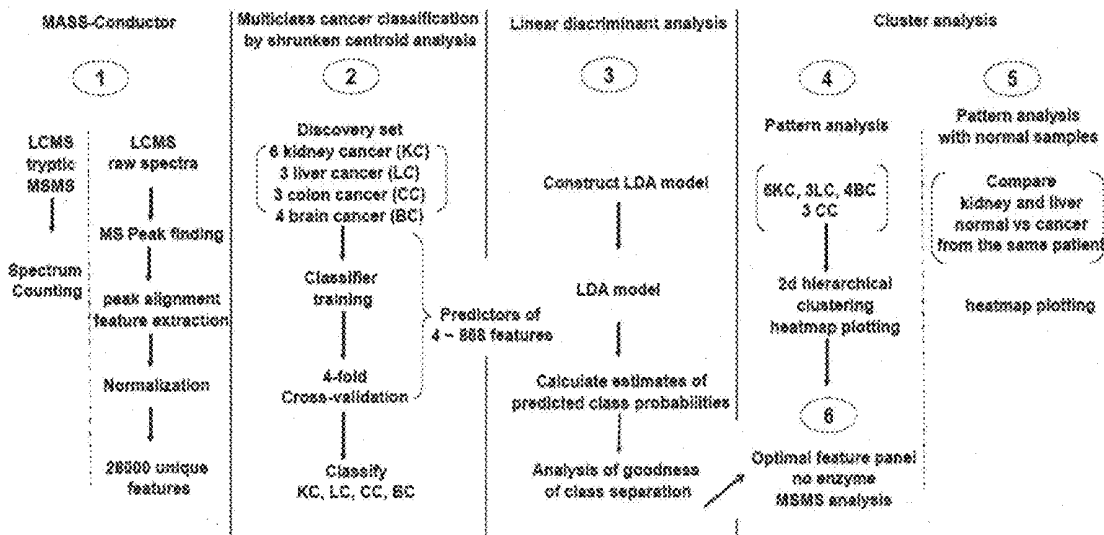 MASS-Conductor
1
LCMS
tryptic
MSMS
Spectrum
Counting
LCMS
raw spectra
MS Peak finding
peak alignment
feature extraction
Normalization
28000 unique
features
Multiclass cancer classification
by shrunken centroid analysis
2
Discovery set
6 kidney cancer (KC)
3 liver cancer (LC)
3 colon cancer (CC)
4 brain cancer (BC)
Classifier
training
4-fold
Cross-validation
Predictors of
4 ~ 868 features
Classify
KC, LC, CC, BC
Linear discriminant analysis
3
Construct LDA model
LDA model
Calculate estimates of
predicted class probabilities
Analysis of goodness
of class separation
Cluster analysis
4
Pattern analysis
6KC, 3LC, 4BC
3 CC
2d hierarchical
clustering
heatmap plotting
6
Optimal feature panel
no enzyme
MSMS analysis
5
Pattern analysis
with normal samples
Compare
kidney and liver
normal vs cancer
from the same patient
heatmap plotting